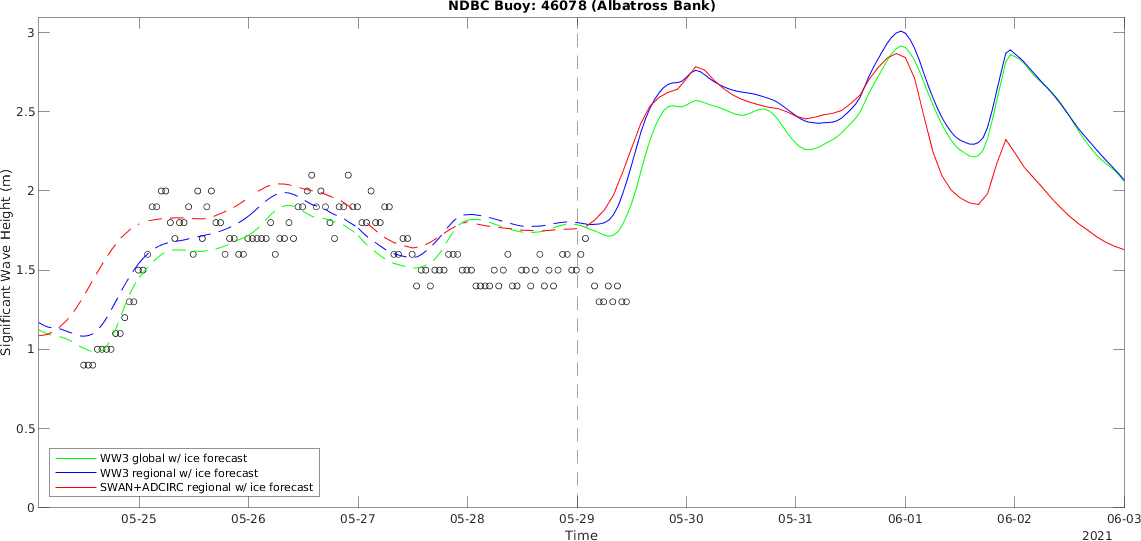 NDBC Buoy: 46078 (Albatross Bank)
3
2.5
2
1.5
1
0.5
0
Significant Wave Height (m)
WW3 global w/ ice forecast
WW3 regional w/ ice forecast
SWAN+ADCIRC regional w/ ice forecast
05-25 05-26 05-27 05-28 05-29 05-30 05-31 06-01 06-02 06-03
Time
2021